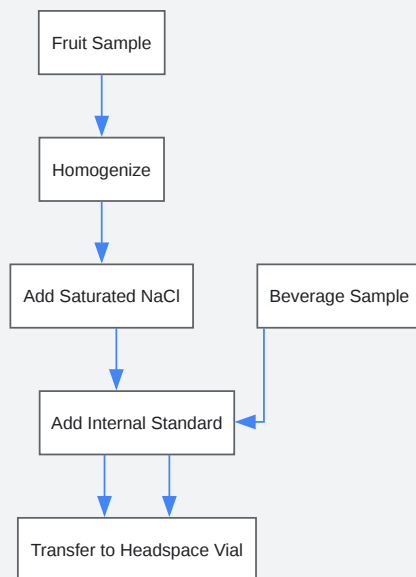 Fruit Sample
Homogenize
Add Saturated NaCl
Beverage Sample
Add Internal Standard
Transfer to Headspace Vial